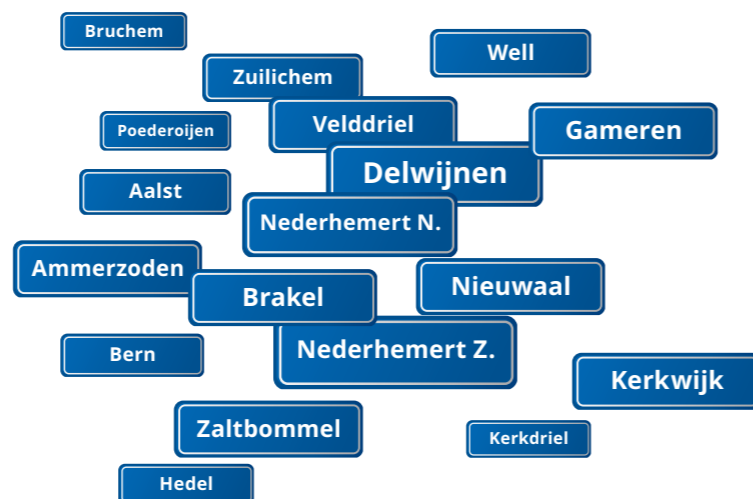 Bruchem
Well
Zuilichem
Velddriel
Poederoijen
Gameren
Delwijnen
Aalst
Nederhemert N.
Ammerzoden
Nieuwaal
Brakel
Nederhemert Z.
Bern
Kerkwijk
Zaltbommel
Kerkdriel
Hedel